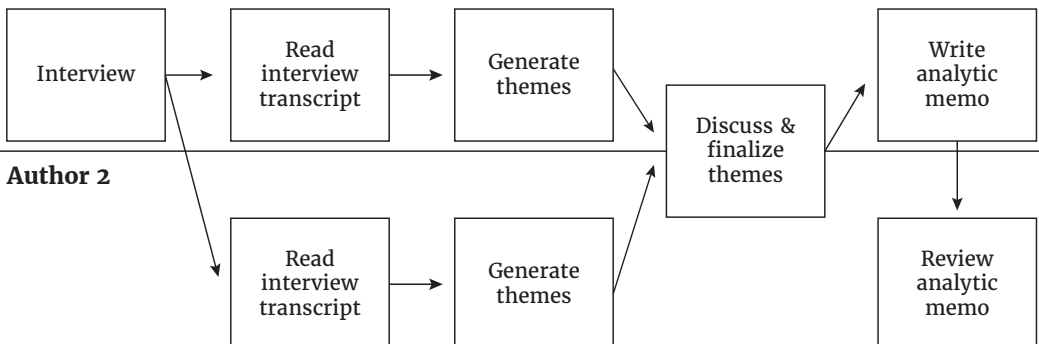 Interview
Read
interview
transcript
Generate
themes
Discuss &
finalize
themes
Write
analytic
memo
Author 2
Read
interview
transcript
Generate
themes
Review
analytic
memo